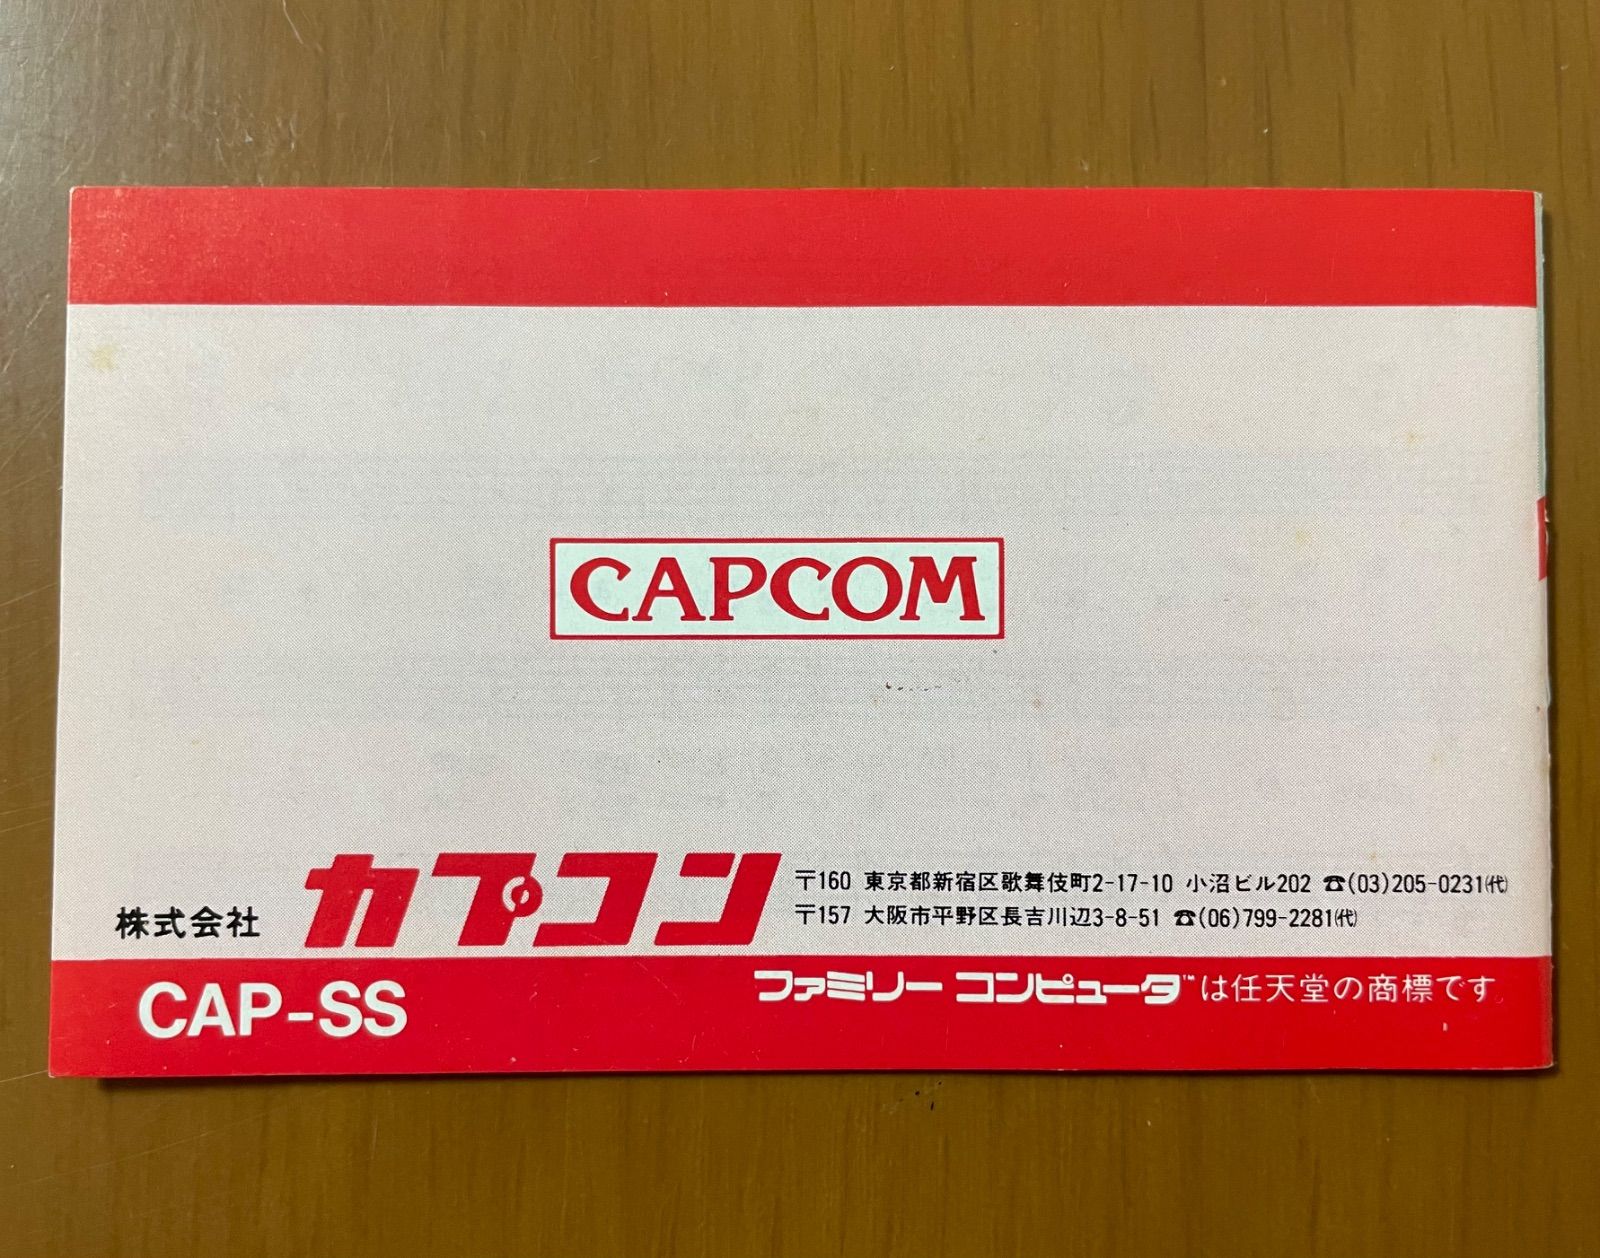 CAPCOM
株式会社 カプコン
〒160 東京都新宿区歌舞伎町2-17-10 小沼ビル202 ☎(03)205-0231㈹
〒157 大阪市平野区長吉川辺3-8-51 ☎(06)799-2281㈹
CAP-SS
ファミリー コンピュータ™は任天堂の商標です。